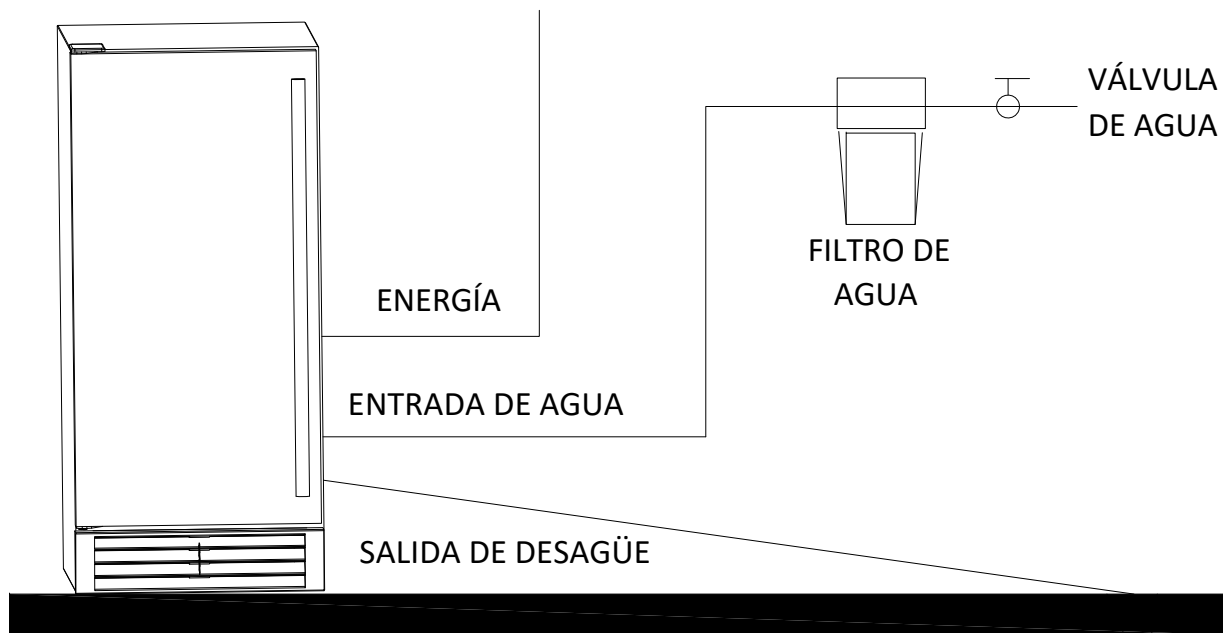 VÁLVULA
DE AGUA
FILTRO DE
AGUA
ENERGÍA
ENTRADA DE AGUA
SALIDA DE DESAGÜE